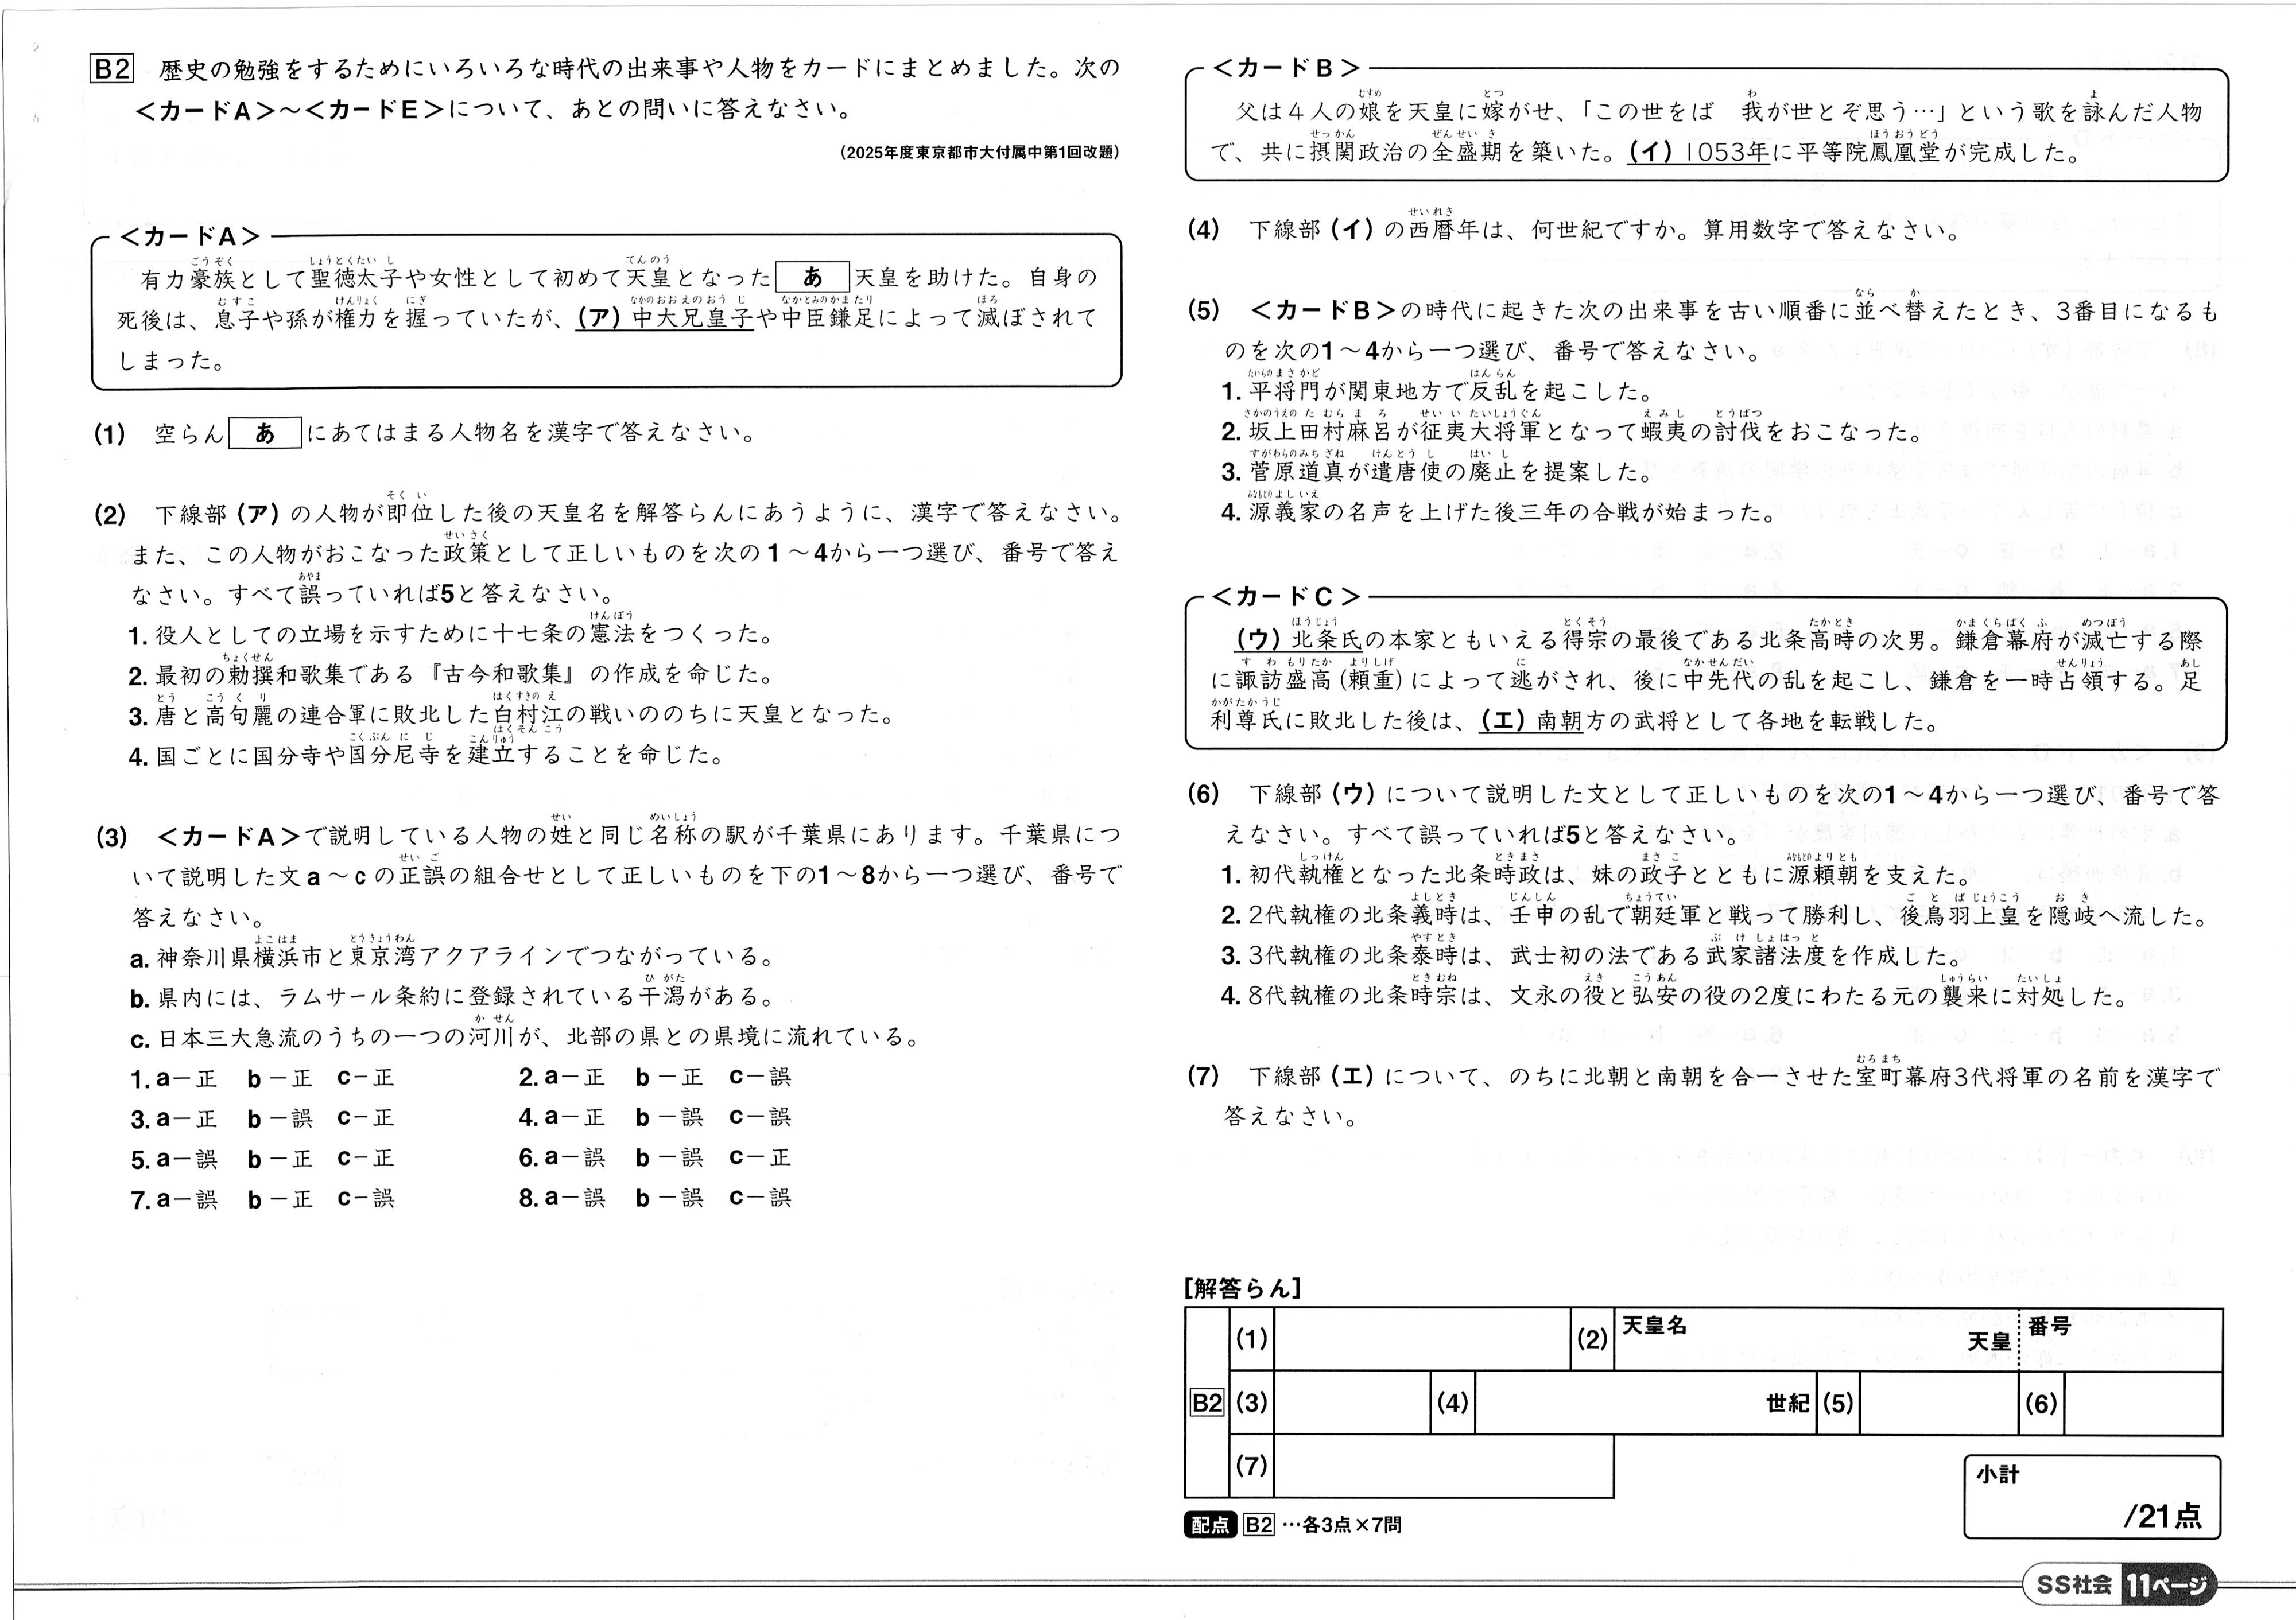 B2 歴史の勉強をするためにいろいろな時代の出来事や人物をカードにまとめました。次の
＜カードA＞～＜カードE＞について、あとの問いに答えなさい。
（2025年度東京都市大付属中第1回改題）
＜カードA＞
有力豪族として聖徳太子や女性として初めて天皇となった あ 天皇を助けた。自身の
死後は、息子や孫が権力を握っていたが、（ア）中大兄皇子や中臣鎌足によって滅ぼされて
しまった。
(1) 空らん あ にあてはまる人物名を漢字で答えなさい。
(2) 下線部（ア）の人物が即位した後の天皇名を解答らんにあうように、漢字で答えなさい。
また、この人物がおこなった政策として正しいものを次の1～4から一つ選び、番号で答え
なさい。すべて誤っていれば5と答えなさい。
1. 役人としての立場を示すために十七条の憲法をつくった。
2. 最初の勅撰和歌集である『古今和歌集』の作成を命じた。
3. 唐と高句麗の連合軍に敗北した白村江の戦いののちに天皇となった。
4. 国ごとに国分寺や国分尼寺を建立することを命じた。
(3) ＜カードA＞で説明している人物の姓と同じ名称の駅が千葉県にあります。千葉県につ
いて説明した文a～cの正誤の組合せとして正しいものを下の1～8から一つ選び、番号で
答えなさい。
a. 神奈川県横浜市と東京湾アクアラインでつながっている。
b. 県内には、ラムサール条約に登録されている干潟がある。
c. 日本三大急流のうちの一つの河川が、北部の県との県境に流れている。
1. a－正 b－正 c－正 2. a－正 b－正 c－誤
3. a－正 b－誤 c－正 4. a－正 b－誤 c－誤
5. a－誤 b－正 c－正 6. a－誤 b－誤 c－正
7. a－誤 b－正 c－誤 8. a－誤 b－誤 c－誤
＜カードB＞
父は4人の娘を天皇に嫁がせ、「この世をば 我が世とぞ思う…」という歌を詠んだ人物
で、共に摂関政治の全盛期を築いた。（イ）1053年に平等院鳳凰堂が完成した。
(4) 下線部（イ）の西暦年は、何世紀ですか。算用数字で答えなさい。
(5) ＜カードB＞の時代に起きた次の出来事を古い順番に並べ替えたとき、3番目になるも
のを次の1～4から一つ選び、番号で答えなさい。
1. 平将門が関東地方で反乱を起こした。
2. 坂上田村麻呂が征夷大将軍となって蝦夷の討伐をおこなった。
3. 菅原道真が遣唐使の廃止を提案した。
4. 源義家の名声を上げた後三年の合戦が始まった。
＜カードC＞
（ウ）北条氏の本家ともいえる得宗の最後である北条高時の次男。鎌倉幕府が滅亡する際
に諏訪盛高（頼重）によって逃がされ、後に中先代の乱を起こし、鎌倉を一時占領する。足
利尊氏に敗北した後は、（エ）南朝方の武将として各地を転戦した。
(6) 下線部（ウ）について説明した文として正しいものを次の1～4から一つ選び、番号で答
えなさい。すべて誤っていれば5と答えなさい。
1. 初代執権となった北条時政は、妹の政子とともに源頼朝を支えた。
2. 2代執権の北条義時は、壬申の乱で朝廷軍と戦って勝利し、後鳥羽上皇を隠岐へ流した。
3. 3代執権の北条泰時は、武士初の法である武家諸法度を作成した。
4. 8代執権の北条時宗は、文永の役と弘安の役の2度にわたる元の襲来に対処した。
(7) 下線部（エ）について、のちに北朝と南朝を合一させた室町幕府3代将軍の名前を漢字で
答えなさい。
［解答らん］
B2 (1) (2) 天皇名 天皇 番号
(3) (4) 世紀 (5) (6)
(7)
小計
/21点
配点 B2 …各3点×7問
SS社会 11ページ